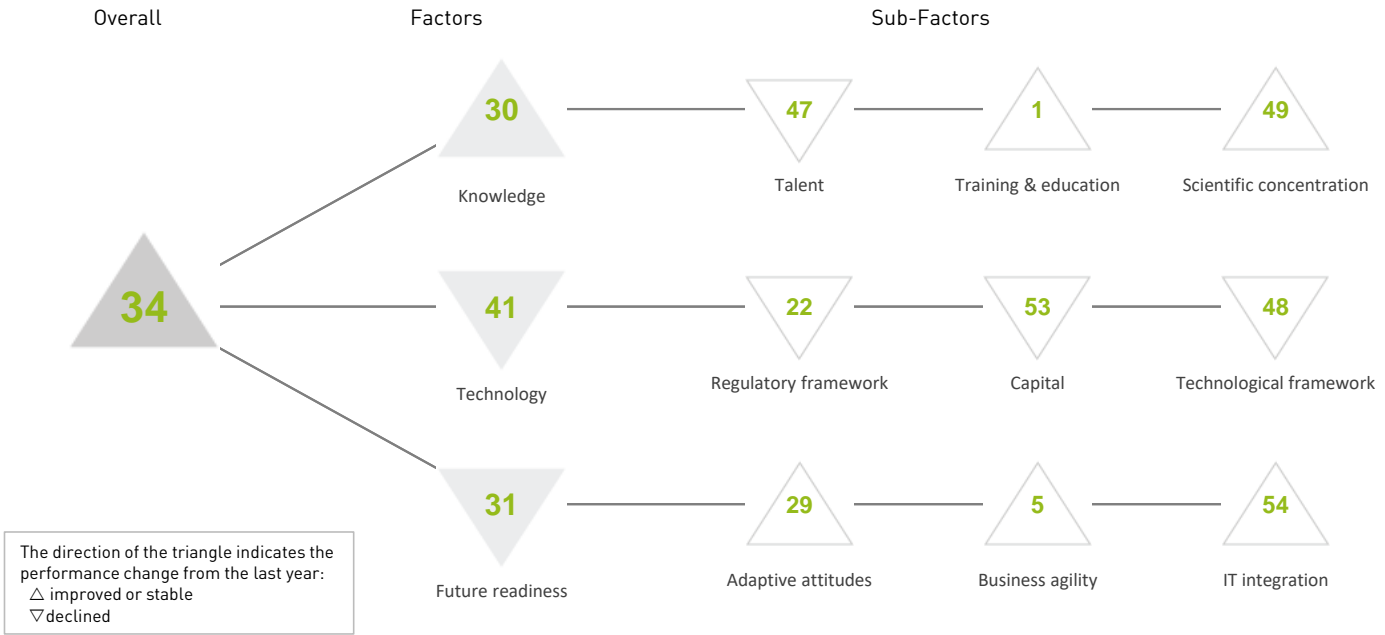 Overall
Factors
Sub-Factors
30
47
1
49
Knowledge
Talent
Training & education
Scientific concentration
34
41
22
53
48
Technology
Regulatory framework
Capital
Technological framework
31
29
5
54
Future readiness
Adaptive attitudes
Business agility
IT integration
The direction of the triangle indicates the
performance change from the last year:
△ improved or stable
▽ declined